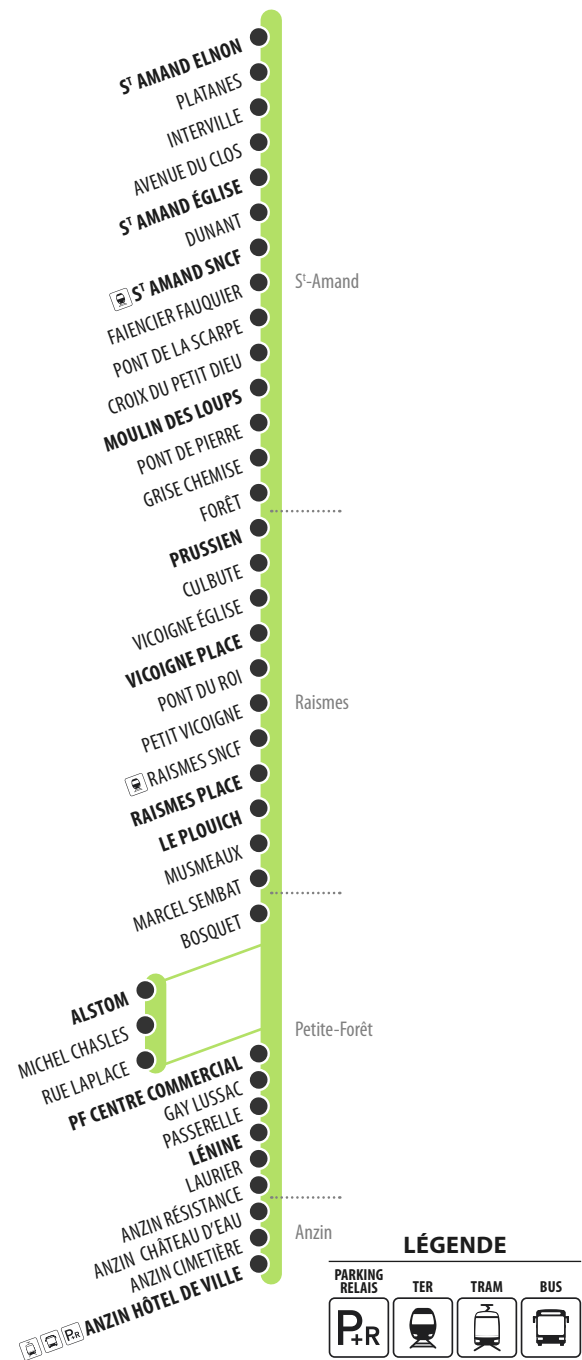 Sᵗ AMAND ELNON
PLATANES
INTERVILLE
AVENUE DU CLOS
Sᵗ AMAND ÉGLISE
DUNANT
Sᵗ AMAND SNCF
FAIENCIER FAUQUIER
PONT DE LA SCARPE
CROIX DU PETIT DIEU
MOULIN DES LOUPS
PONT DE PIERRE
GRISE CHEMISE
FORÊT
Sᵗ-Amand
PRUSSIEN
CULBUTE
VICOIGNE ÉGLISE
VICOIGNE PLACE
PONT DU ROI
PETIT VICOIGNE
RAISMES SNCF
RAISMES PLACE
LE PLOUICH
MUSMEAUX
MARCEL SEMBAT
Raismes
BOSQUET
ALSTOM
MICHEL CHASLES
RUE LAPLACE
PF CENTRE COMMERCIAL
GAY LUSSAC
PASSERELLE
LÉNINE
LAURIER
Petite-Forêt
ANZIN RÉSISTANCE
ANZIN CHÂTEAU D'EAU
ANZIN CIMETIÈRE
P+R ANZIN HÔTEL DE VILLE
Anzin
LÉGENDE
PARKING RELAIS
TER
TRAM
BUS
P+R